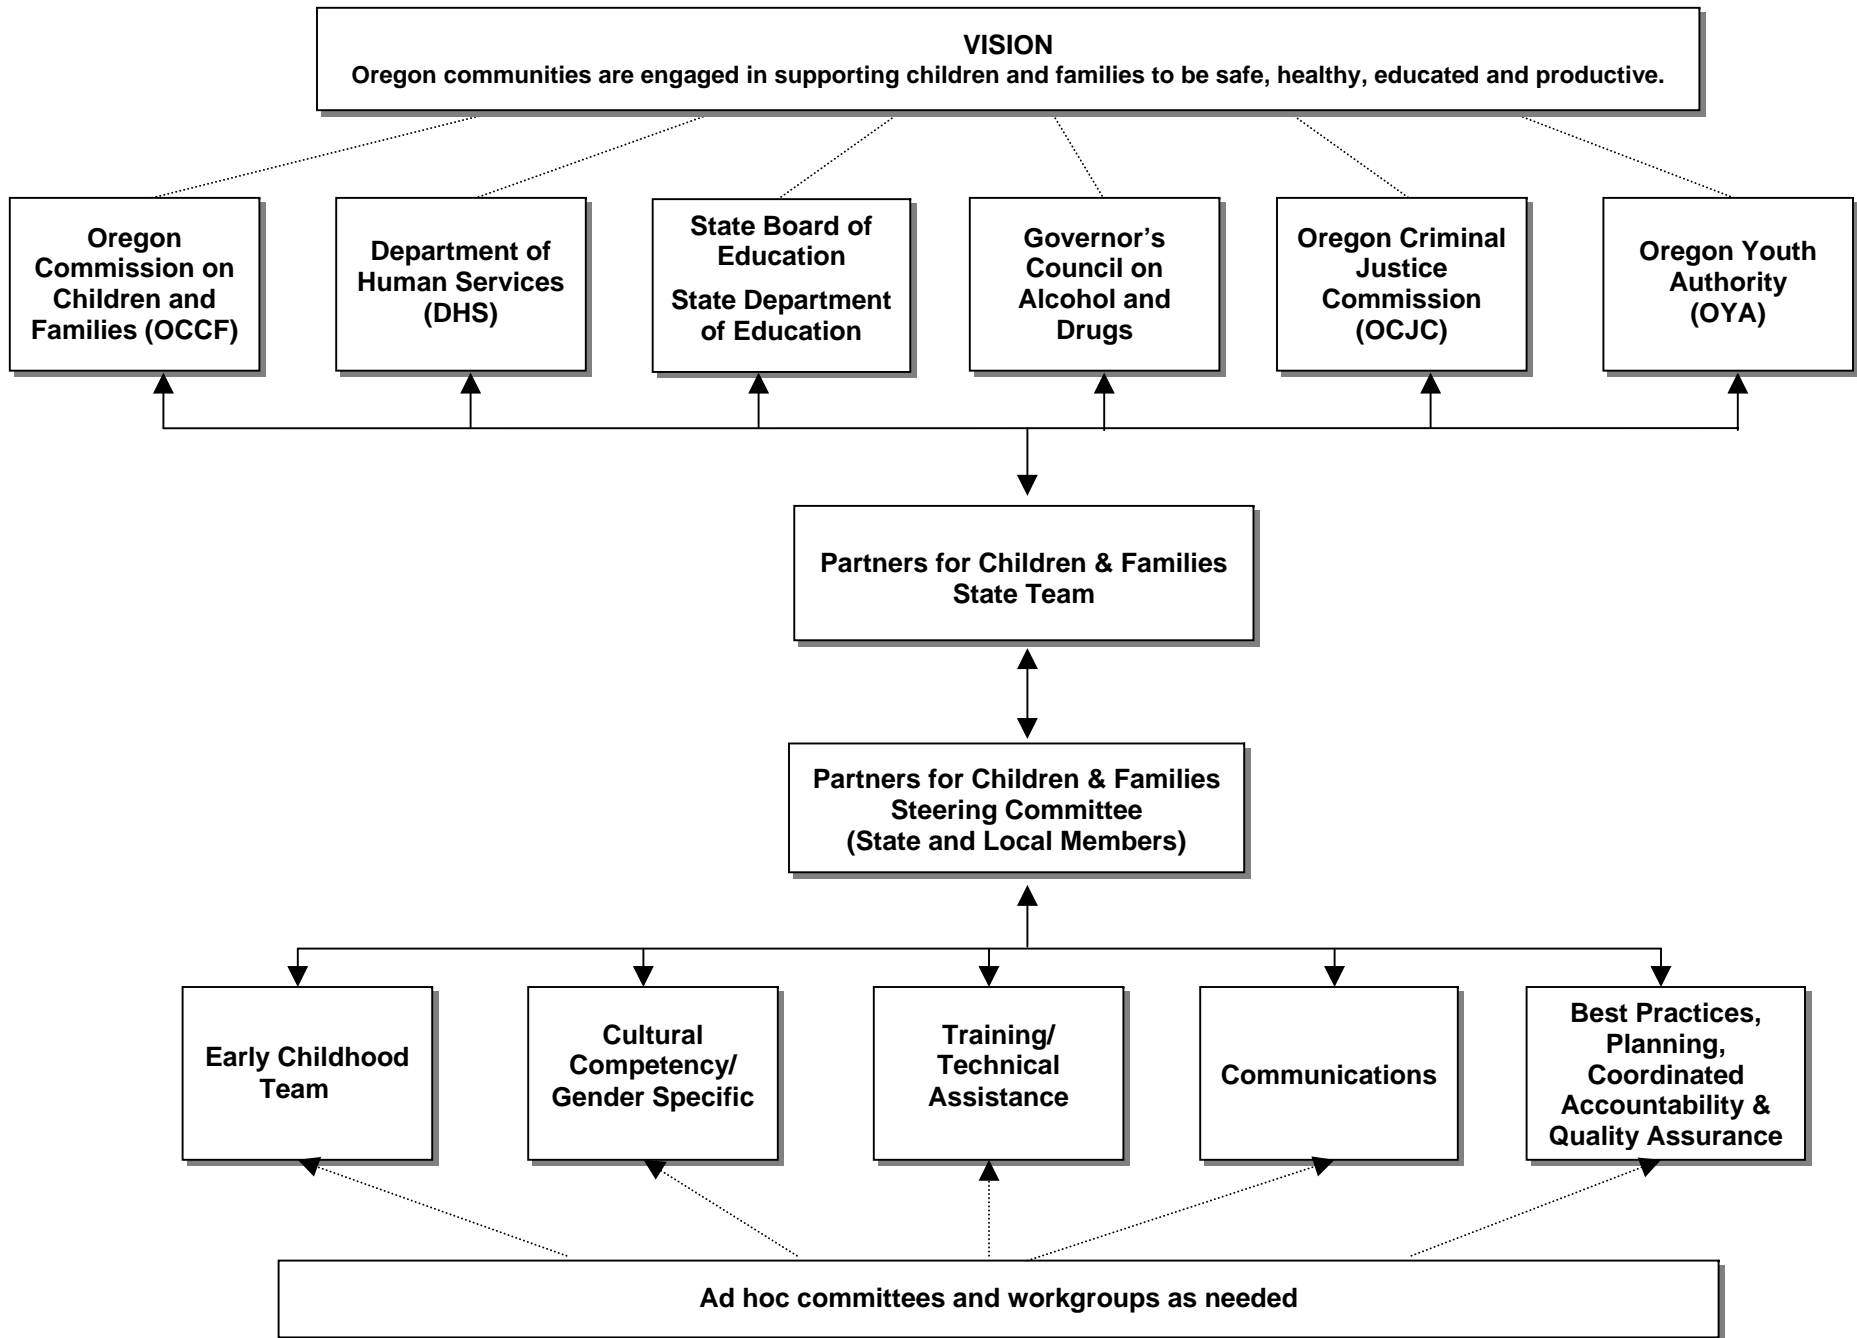 VISION
Oregon communities are engaged in supporting children and families to be safe, healthy, educated and productive.
Oregon
Commission on
Children and
Families (OCCF)
Department of
Human Services
(DHS)
State Board of
Education
State Department
of Education
Governor’s
Council on
Alcohol and
Drugs
Oregon Criminal
Justice
Commission
(OCJC)
Oregon Youth
Authority
(OYA)
Partners for Children & Families
State Team
Partners for Children & Families
Steering Committee
(State and Local Members)
Early Childhood
Team
Cultural
Competency/
Gender Specific
Training/
Technical
Assistance
Communications
Best Practices,
Planning,
Coordinated
Accountability &
Quality Assurance
Ad hoc committees and workgroups as needed